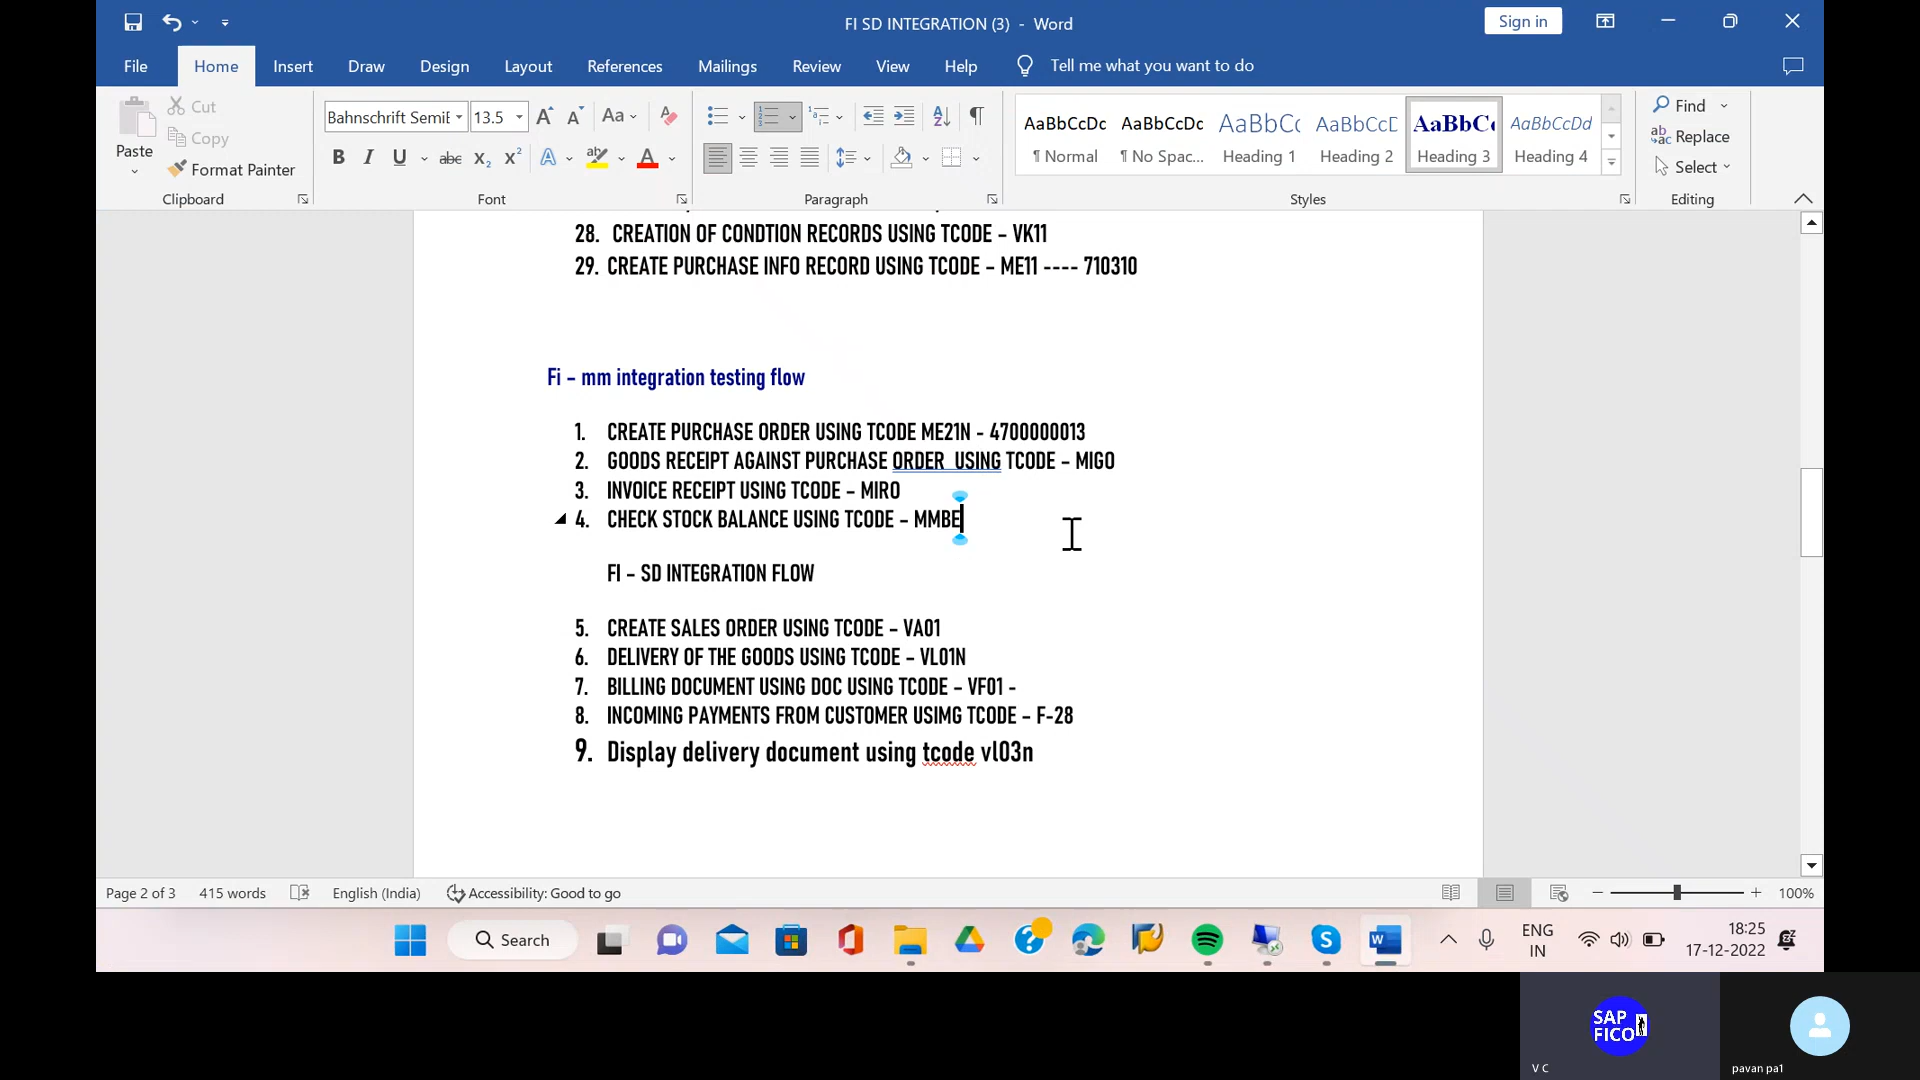 FI SD INTEGRATION (3) - Word
Sign in
File Home Insert Draw Design Layout References Mailings Review View Help Tell me what you want to do
Paste
Cut
Copy
Format Painter
Clipboard
Bahnschrift Semil 13.5
Font
Paragraph
AaBbCcDc AaBbCcDc AaBbCc AaBbCcD AaBbC AaBbCcDd
¶ Normal ¶ No Spac... Heading 1 Heading 2 Heading 3 Heading 4
Styles
Find
Replace
Select
Editing
28. CREATION OF CONDTION RECORDS USING TCODE – VK11
29. CREATE PURCHASE INFO RECORD USING TCODE – ME11 ---- 710310
Fi – mm integration testing flow
1. CREATE PURCHASE ORDER USING TCODE ME21N - 4700000013
2. GOODS RECEIPT AGAINST PURCHASE ORDER USING TCODE – MIGO
3. INVOICE RECEIPT USING TCODE – MIRO
4. CHECK STOCK BALANCE USING TCODE – MMBE
FI – SD INTEGRATION FLOW
5. CREATE SALES ORDER USING TCODE – VA01
6. DELIVERY OF THE GOODS USING TCODE – VL01N
7. BILLING DOCUMENT USING DOC USING TCODE – VF01 -
8. INCOMING PAYMENTS FROM CUSTOMER USIMG TCODE – F-28
9. Display delivery document using tcode vl03n
Page 2 of 3 415 words English (India) Accessibility: Good to go 100%
Search
ENG
IN
18:25
17-12-2022
SAP
FICO
V C
pavan pa1